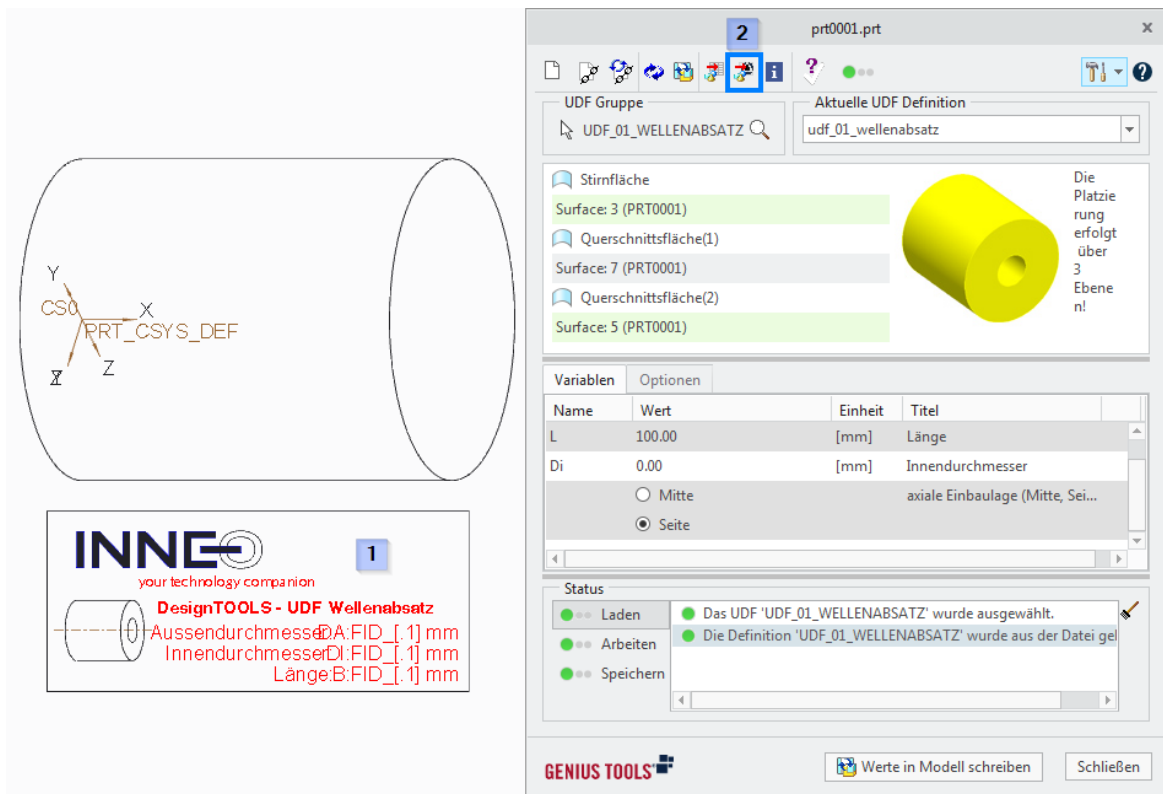 Y
CS0
X
PRT_CSYS_DEF
Z
INNEO
1
your technology companion
DesignTOOLS - UDF Wellenabsatz
Aussendurchmesser:D.A:FID_[.1] mm
Innendurchmesser:DI:FID_[.1] mm
Länge:B:FID_[.1] mm
2
prt0001.prt
x
UDF Gruppe
UDF_01_WELLENABSATZ
Aktuelle UDF Definition
udf_01_wellenabsatz
Stirnfläche
Surface: 3 (PRT0001)
Querschnittsfläche(1)
Surface: 7 (PRT0001)
Querschnittsfläche(2)
Surface: 5 (PRT0001)
Die
Platzie
rung
erfolgt
über
3
Ebene
n!
Variablen Optionen
Name Wert Einheit Titel
L 100.00 [mm] Länge
Di 0.00 [mm] Innendurchmesser
Mitte axiale Einbaulage (Mitte, Sei...
Seite
Status
Laden
Arbeiten
Speichern
Das UDF 'UDF_01_WELLENABSATZ' wurde ausgewählt.
Die Definition 'UDF_01_WELLENABSATZ' wurde aus der Datei gel
GENIUS TOOLS
Werte in Modell schreiben
Schließen